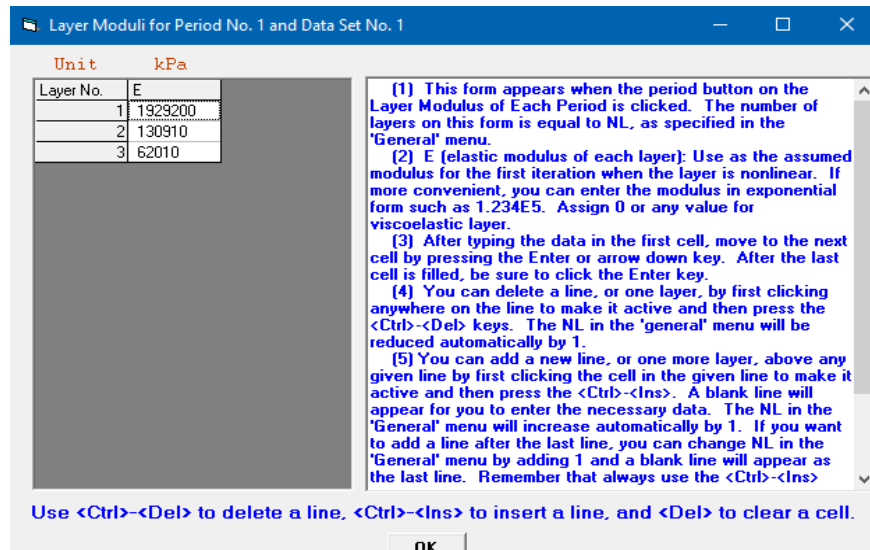 Layer Moduli for Period No. 1 and Data Set No. 1
Unit kPa
Layer No. E
1 1929200
2 130910
3 62010
(1) This form appears when the period button on the
Layer Modulus of Each Period is clicked. The number of
layers on this form is equal to NL, as specified in the
'General' menu.
(2) E (elastic modulus of each layer): Use as the assumed
modulus for the first iteration when the layer is nonlinear. If
more convenient, you can enter the modulus in exponential
form such as 1.234E5. Assign 0 or any value for
viscoelastic layer.
(3) After typing the data in the first cell, move to the next
cell by pressing the Enter or arrow down key. After the last
cell is filled, be sure to click the Enter key.
(4) You can delete a line, or one layer, by first clicking
anywhere on the line to make it active and then press the
<Ctrl>-<Del> keys. The NL in the 'general' menu will be
reduced automatically by 1.
(5) You can add a new line, or one more layer, above any
given line by first clicking the cell in the given line to make it
active and then press the <Ctrl>-<Ins>. A blank line will
appear for you to enter the necessary data. The NL in the
'General' menu will increase automatically by 1. If you want
to add a line after the last line, you can change NL in the
'General' menu by adding 1 and a blank line will appear as
the last line. Remember that always use the <Ctrl>-<Ins>
Use <Ctrl>-<Del> to delete a line, <Ctrl>-<Ins> to insert a line, and <Del> to clear a cell.
OK